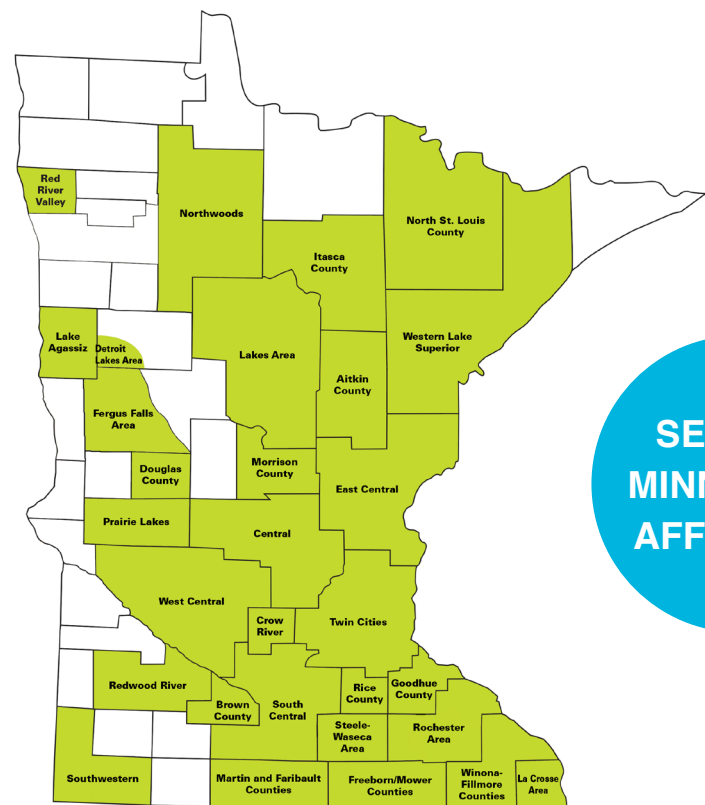 Red
River
Valley
Northwoods
North St. Louis
County
Itasca
County
Lake
Agassiz
Detroit
Lakes Area
Lakes Area
Western Lake
Superior
Aitkin
County
Fergus Falls
Area
Douglas
County
Morrison
County
East Central
Prairie Lakes
Central
West Central
Crow
River
Twin Cities
Redwood River
Brown
County
South
Central
Rice
County
Goodhue
County
Steele-
Waseca
Area
Rochester
Area
Southwestern
Martin and Faribault
Counties
Freeborn/Mower
Counties
Winona-
Fillmore
Counties
La Crosse
Area
SE
MINN
AFF